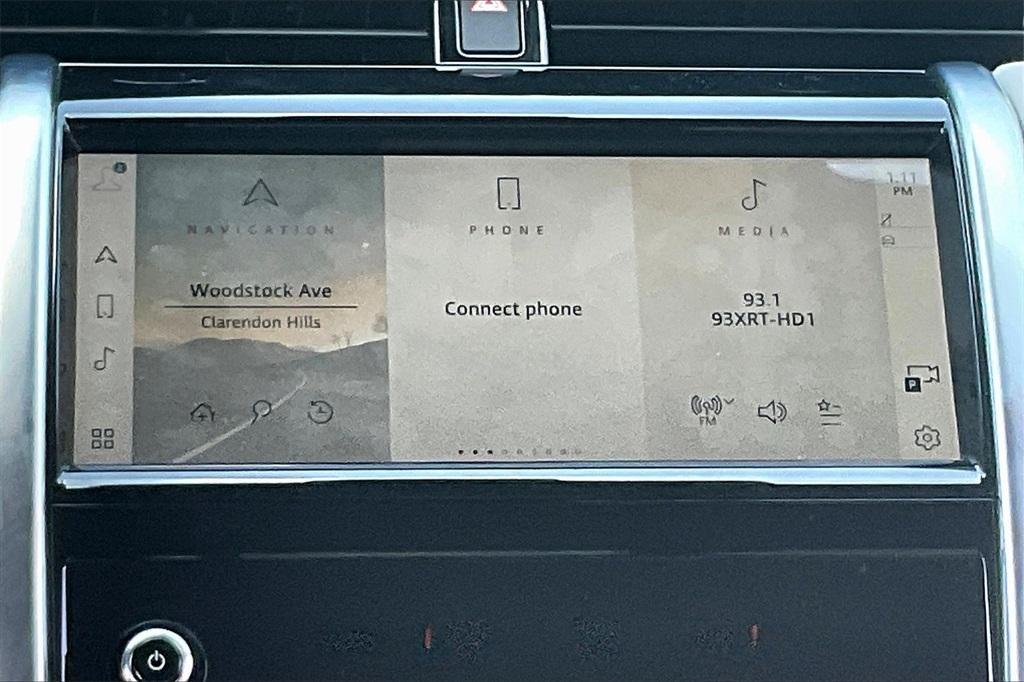 1:11
PM
NAVIGATION
PHONE
MEDIA
Woodstock Ave
Clarendon Hills
Connect phone
93.1
93XRT-HD1
FM
P